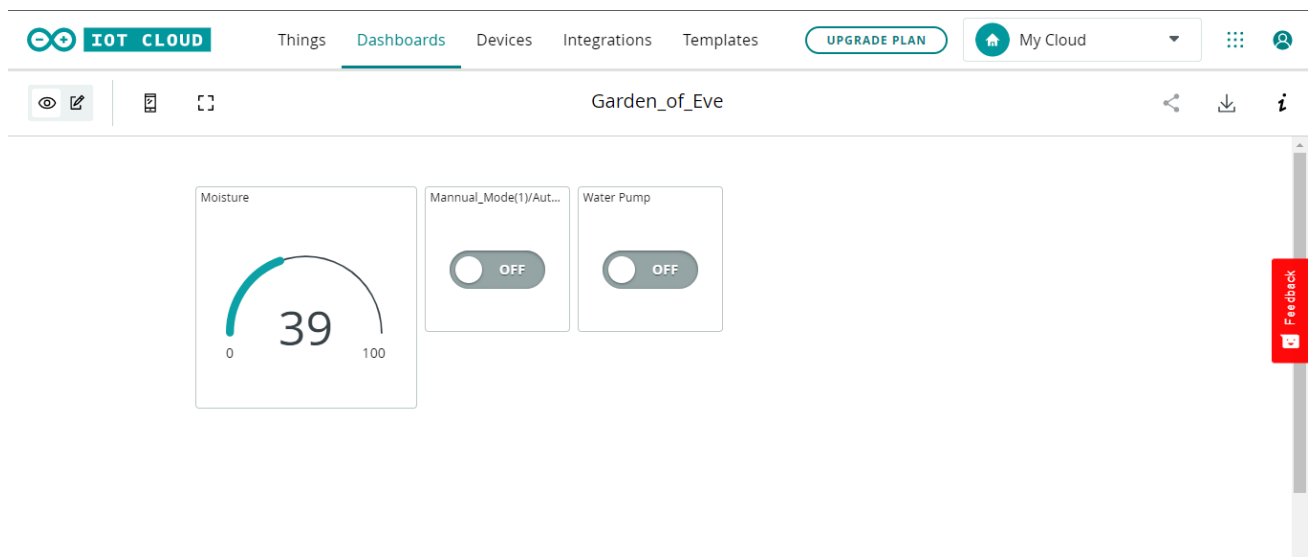 IOT CLOUD Things Dashboards Devices Integrations Templates UPGRADE PLAN My Cloud
Garden_of_Eve i
Moisture Mannual_Mode(1)/Aut... Water Pump
OFF OFF
39
0 100
Feedback